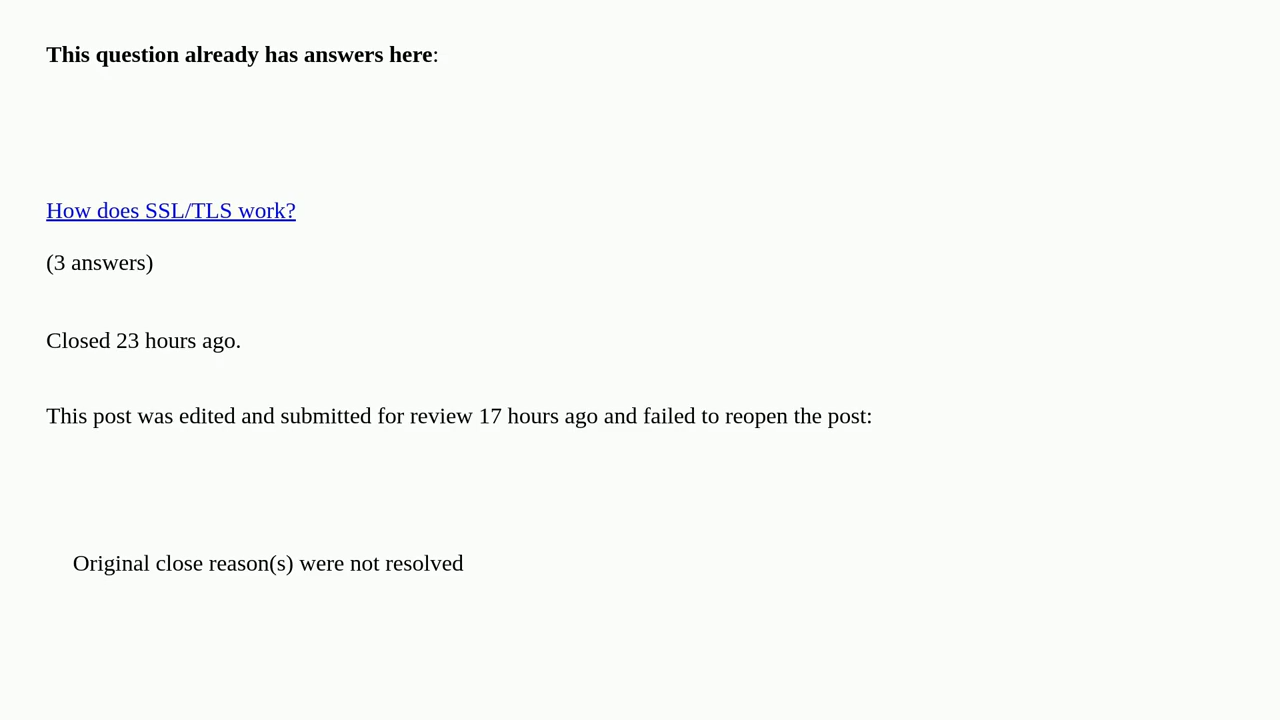 This question already has answers here:
How does SSL/TLS work?
(3 answers)
Closed 23 hours ago.
This post was edited and submitted for review 17 hours ago and failed to reopen the post:
Original close reason(s) were not resolved